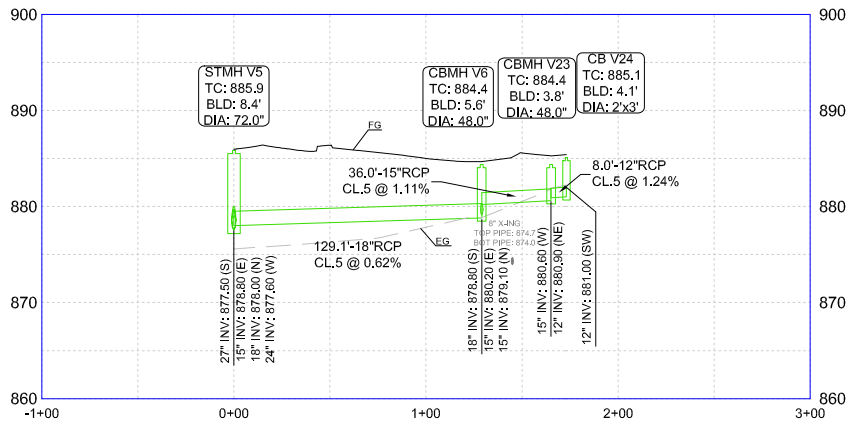 900
900
STMH V5
TC: 885.9
BLD: 8.4'
DIA: 72.0"
CBMH V6
TC: 884.4
BLD: 5.6'
DIA: 48.0"
CBMH V23
TC: 884.4
BLD: 3.8'
DIA: 48.0"
CB V24
TC: 885.1
BLD: 4.1'
DIA: 2'x3'
890
890
FG
36.0'-15"RCP
CL.5 @ 1.11%
8.0'-12"RCP
CL.5 @ 1.24%
880
880
8" X-ING
TOP PIPE: 874.7
BOT PIPE: 874.0
EG
129.1'-18"RCP
CL.5 @ 0.62%
27" INV: 877.50 (S)
15" INV: 878.80 (E)
18" INV: 878.00 (N)
24" INV: 877.60 (W)
18" INV: 878.80 (S)
15" INV: 880.20 (E)
15" INV: 879.10 (N)
15" INV: 880.60 (W)
12" INV: 880.90 (NE)
12" INV: 881.00 (SW)
870
870
860
860
-1+00
0+00
1+00
2+00
3+00